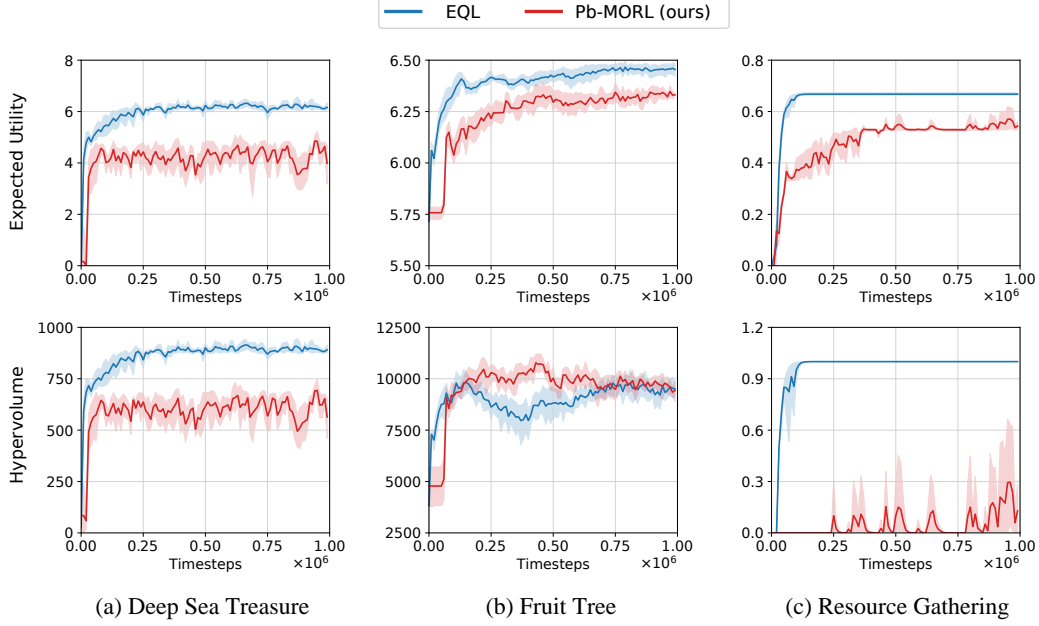 EQL Pb-MORL (ours)
Expected Utility
8
6
4
2
0
0.00 0.25 0.50 0.75 1.00
Timesteps ×10⁶
6.50
6.25
6.00
5.75
5.50
0.00 0.25 0.50 0.75 1.00
Timesteps ×10⁶
0.8
0.6
0.4
0.2
0.0
0.00 0.25 0.50 0.75 1.00
Timesteps ×10⁶
Hypervolume
1000
750
500
250
0
0.00 0.25 0.50 0.75 1.00
Timesteps ×10⁶
12500
10000
7500
5000
2500
0.00 0.25 0.50 0.75 1.00
Timesteps ×10⁶
1.2
0.9
0.6
0.3
0.0
0.00 0.25 0.50 0.75 1.00
Timesteps ×10⁶
(a) Deep Sea Treasure
(b) Fruit Tree
(c) Resource Gathering